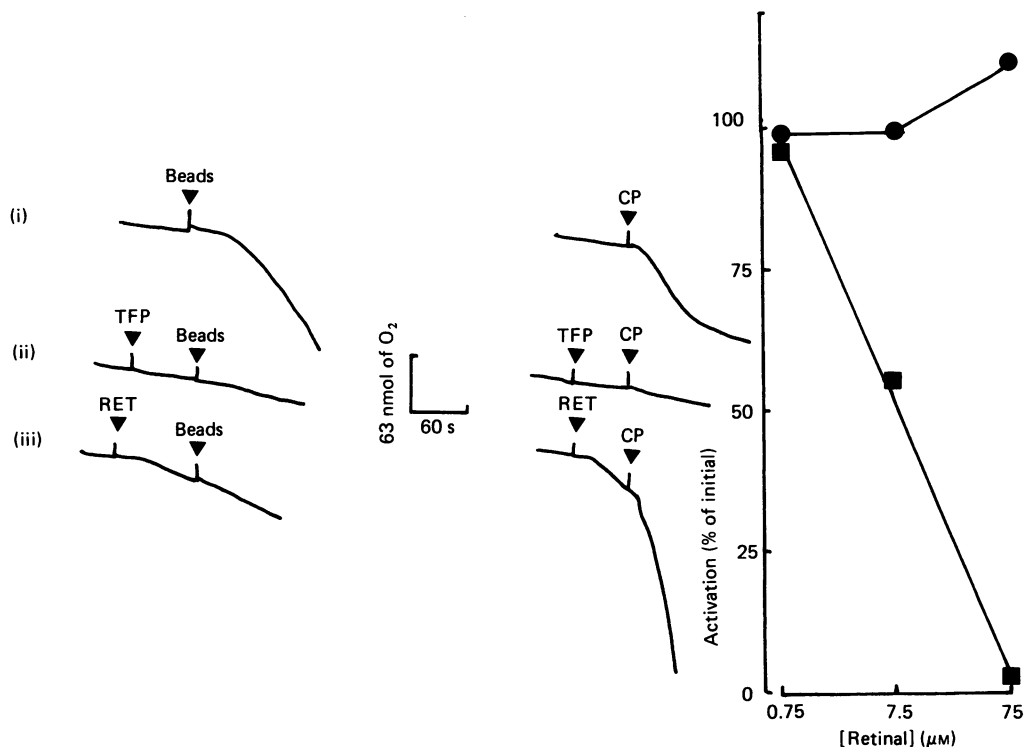 (i)
Beads
CP
(ii)
TFP
Beads
TFP
CP
(iii)
RET
Beads
RET
CP
63 nmol of O2
60 s
Activation (% of initial)
100
75
50
25
0
0.75
7.5
75
[Retinal] (μM)